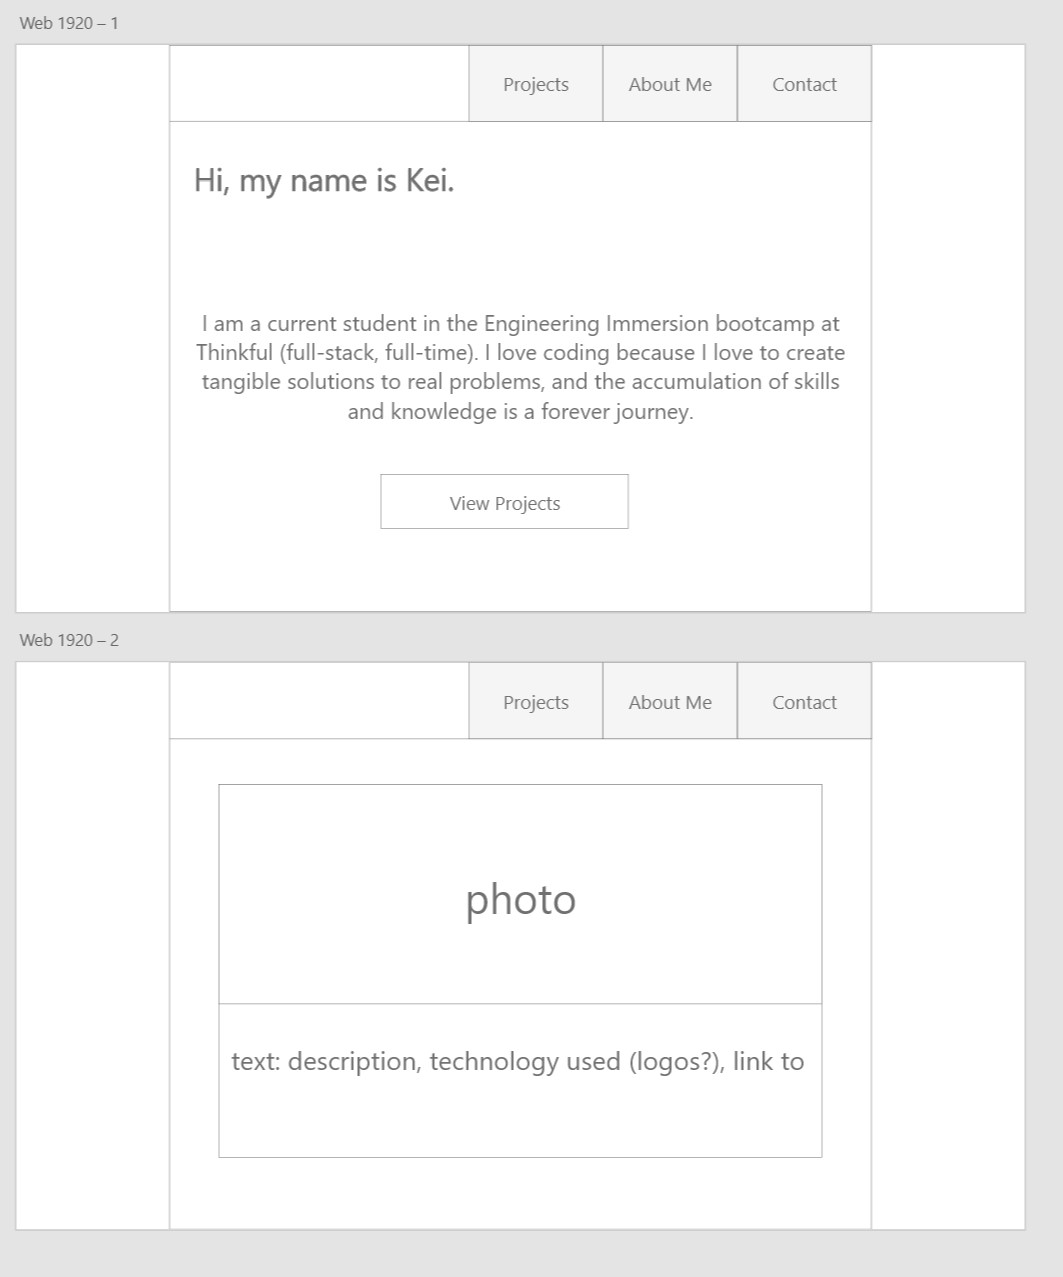 Web 1920 – 1
Projects
About Me
Contact
Hi, my name is Kei.
I am a current student in the Engineering Immersion bootcamp at
Thinkful (full-stack, full-time). I love coding because I love to create
tangible solutions to real problems, and the accumulation of skills
and knowledge is a forever journey.
View Projects
Web 1920 – 2
Projects
About Me
Contact
photo
text: description, technology used (logos?), link to